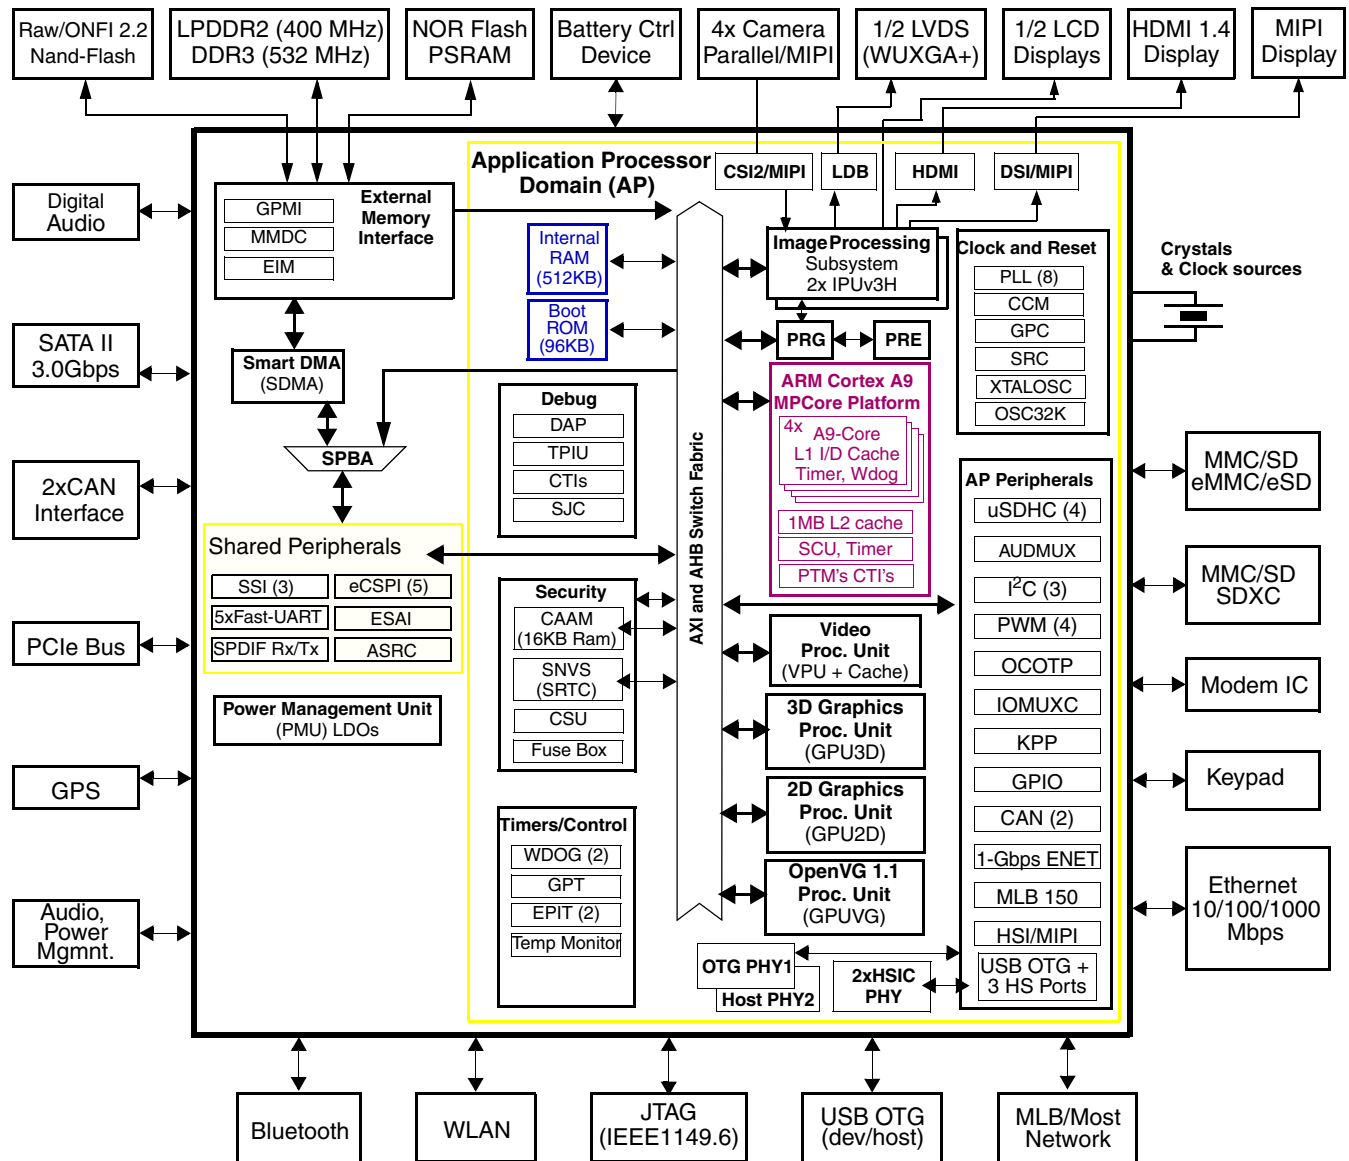 Raw/ONFI 2.2
Nand-Flash
LPDDR2 (400 MHz)
DDR3 (532 MHz)
NOR Flash
PSRAM
Battery Ctrl
Device
4x Camera
Parallel/MIPI
1/2 LVDS
(WUXGA+)
1/2 LCD
Displays
HDMI 1.4
Display
MIPI
Display
Digital
Audio
SATA II
3.0Gbps
2xCAN
Interface
PCIe Bus
GPS
Audio,
Power
Mgmnt.
External
Memory
Interface
GPMI
MMDC
EIM
Smart DMA
(SDMA)
SPBA
Shared Peripherals
SSI (3)
eCSPI (5)
5xFast-UART
ESAI
SPDIF Rx/Tx
ASRC
Power Management Unit
(PMU) LDOs
Application Processor
Domain (AP)
Internal
RAM
(512KB)
Boot
ROM
(96KB)
Debug
DAP
TPIU
CTIs
SJC
Security
CAAM
(16KB Ram)
SNVS
(SRTC)
CSU
Fuse Box
Timers/Control
WDOG (2)
GPT
EPIT (2)
Temp Monitor
AXI and AHB Switch Fabric
CSI2/MIPI
LDB
HDMI
DSI/MIPI
Image Processing
Subsystem
2x IPUv3H
PRG
PRE
ARM Cortex A9
MPCore Platform
4x
A9-Core
L1 I/D Cache
Timer, Wdog
1MB L2 cache
SCU, Timer
PTM's CTI's
Video
Proc. Unit
(VPU + Cache)
3D Graphics
Proc. Unit
(GPU3D)
2D Graphics
Proc. Unit
(GPU2D)
OpenVG 1.1
Proc. Unit
(GPUVG)
OTG PHY1
Host PHY2
2xHSIC
PHY
Clock and Reset
PLL (8)
CCM
GPC
SRC
XTALOSC
OSC32K
AP Peripherals
uSDHC (4)
AUDMUX
I²C (3)
PWM (4)
OCOTP
IOMUXC
KPP
GPIO
CAN (2)
1-Gbps ENET
MLB 150
HSI/MIPI
USB OTG +
3 HS Ports
Crystals
& Clock sources
MMC/SD
eMMC/eSD
MMC/SD
SDXC
Modem IC
Keypad
Ethernet
10/100/1000
Mbps
Bluetooth
WLAN
JTAG
(IEEE1149.6)
USB OTG
(dev/host)
MLB/Most
Network